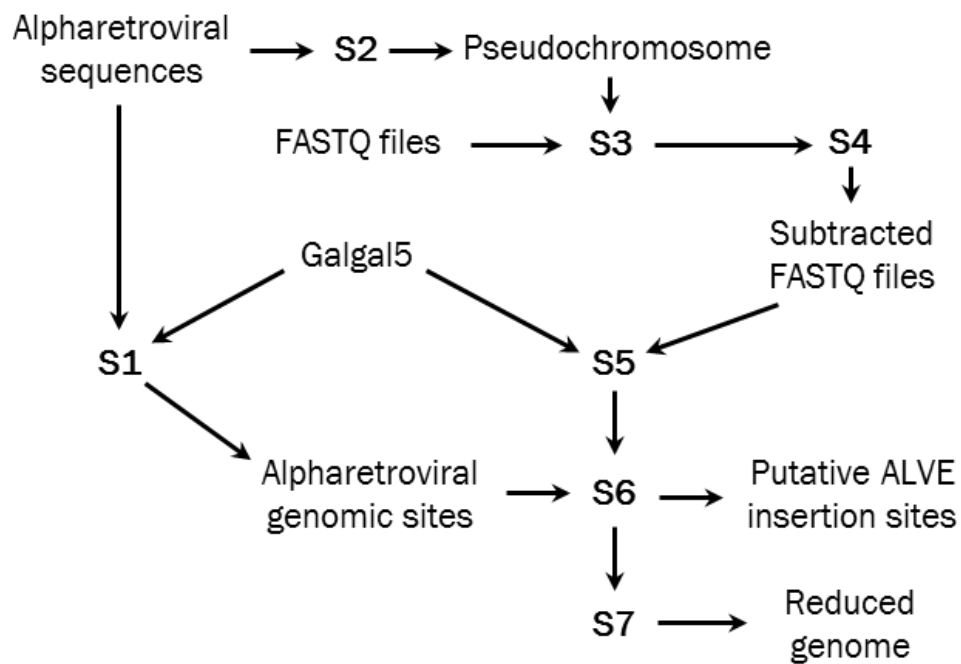 Alpharetroviral
sequences
S2
Pseudochromosome
FASTQ files
S3
S4
Subtracted
FASTQ files
Galgal5
S1
S5
Alpharetroviral
genomic sites
S6
Putative ALVE
insertion sites
S7
Reduced
genome